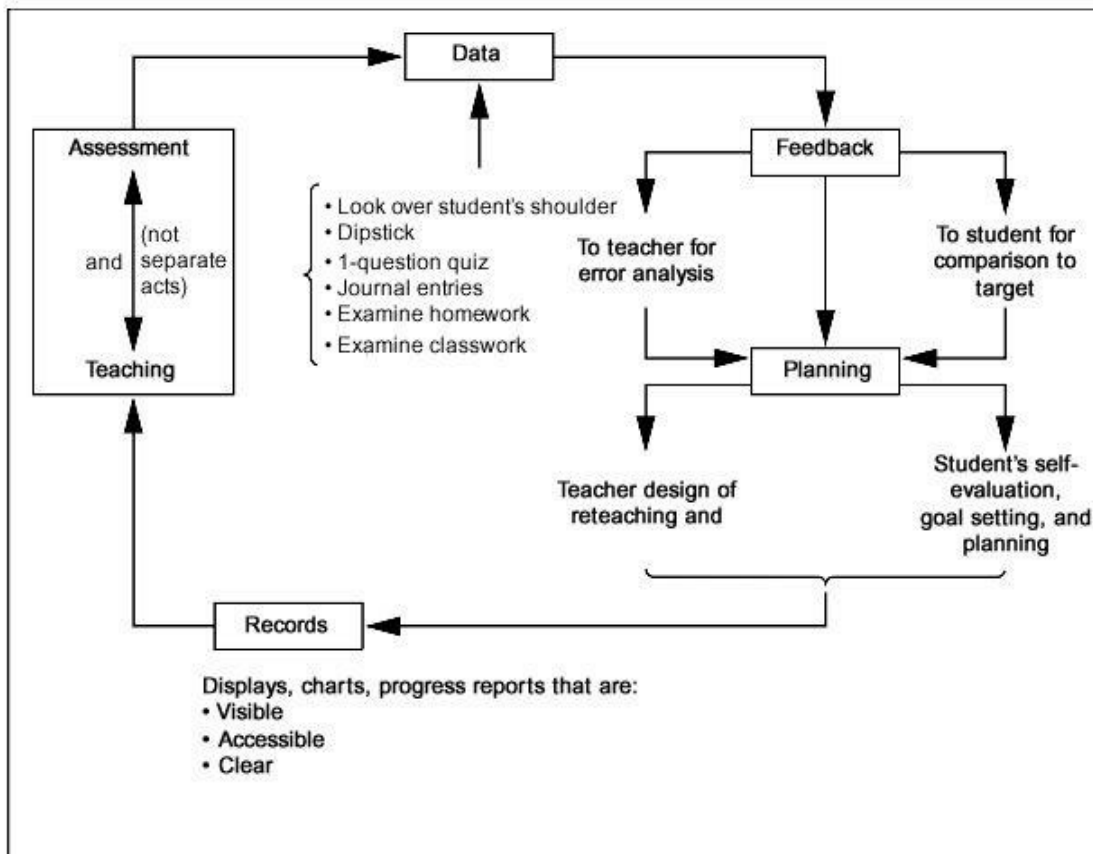 Data
Assessment
and
(not
separate
acts)
Teaching
• Look over student's shoulder
• Dipstick
• 1-question quiz
• Journal entries
• Examine homework
• Examine classwork
Feedback
To teacher for
error analysis
To student for
comparison to
target
Planning
Teacher design of
reteaching and
Student's self-
evaluation,
goal setting, and
planning
Records
Displays, charts, progress reports that are:
• Visible
• Accessible
• Clear